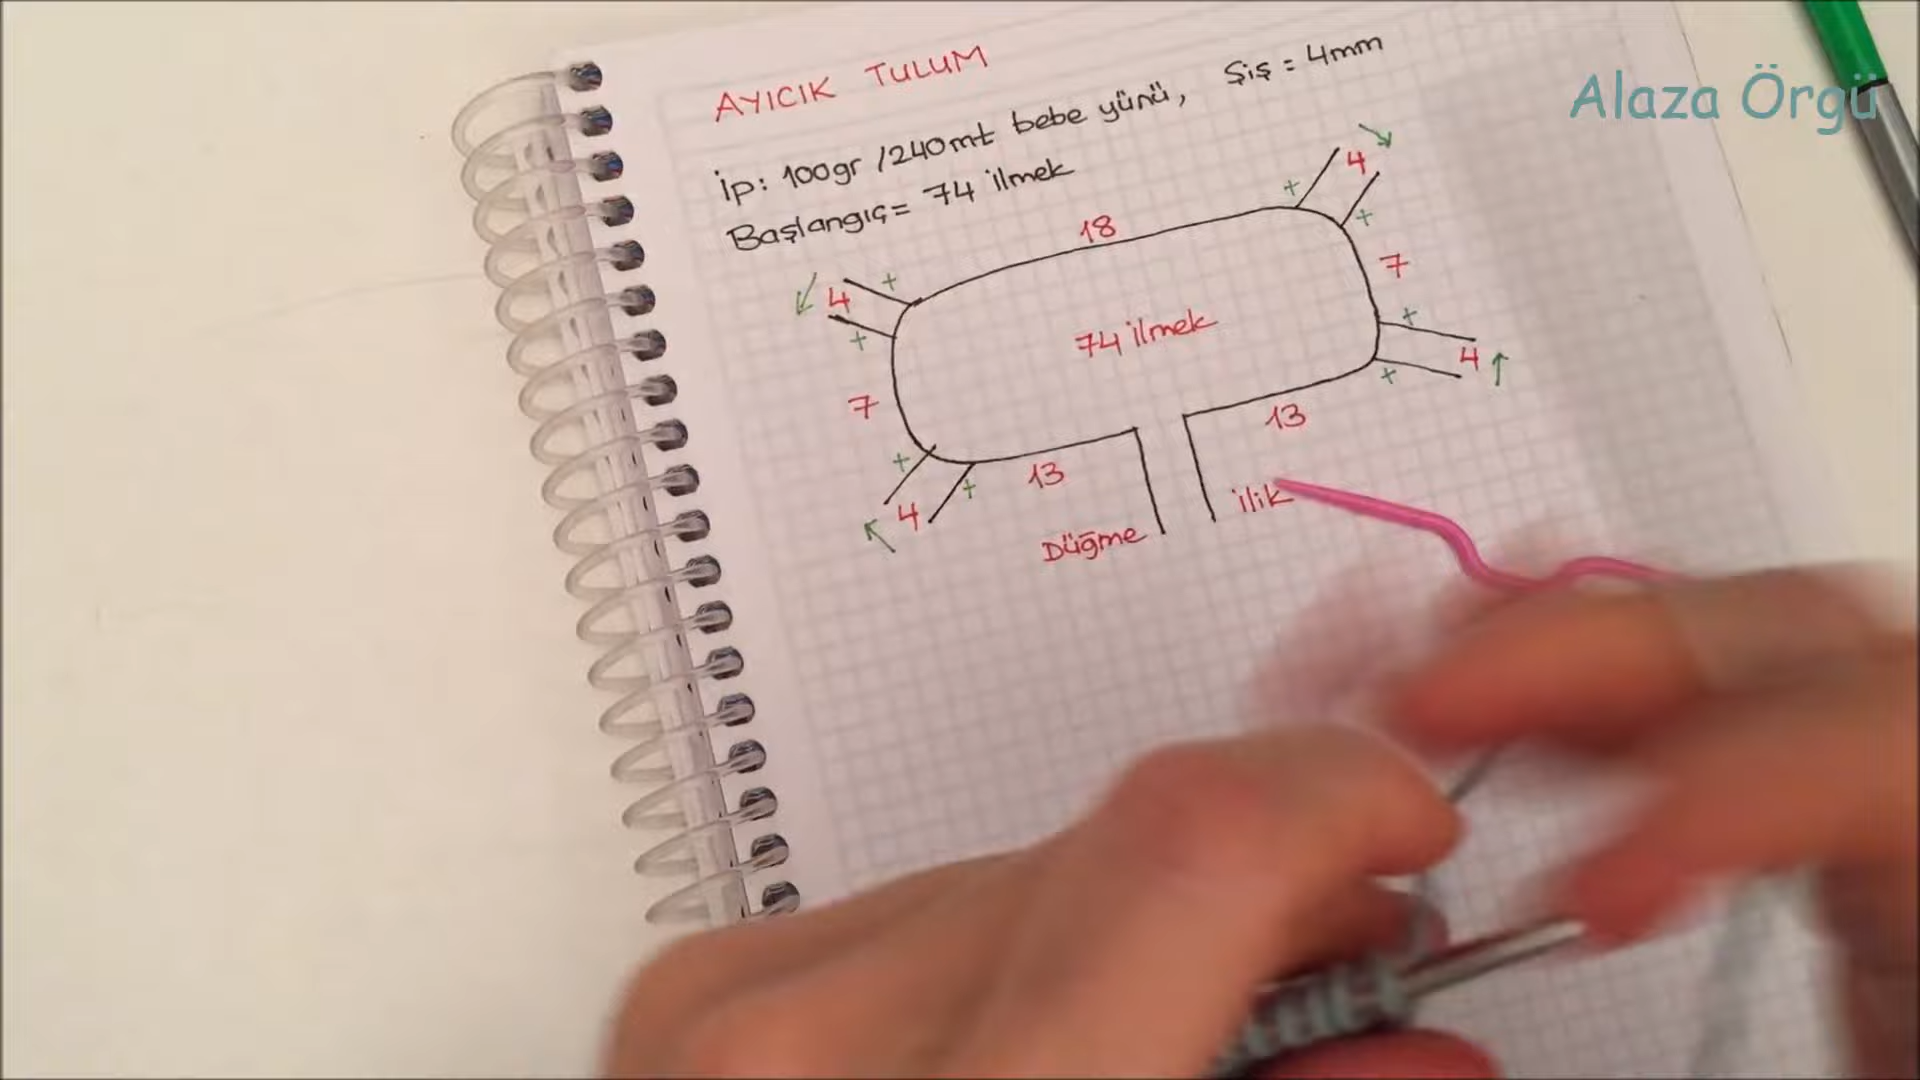 Alaza Örgü
AYICIK TULUM
İp: 100gr /240mt bebe yünü, Şiş = 4mm
Başlangıç = 74 ilmek
+ 4
4 + 18 +
+ 7
74 ilmek +
7 4
+ 13 +
+ 4 + 13
Düğme ilik